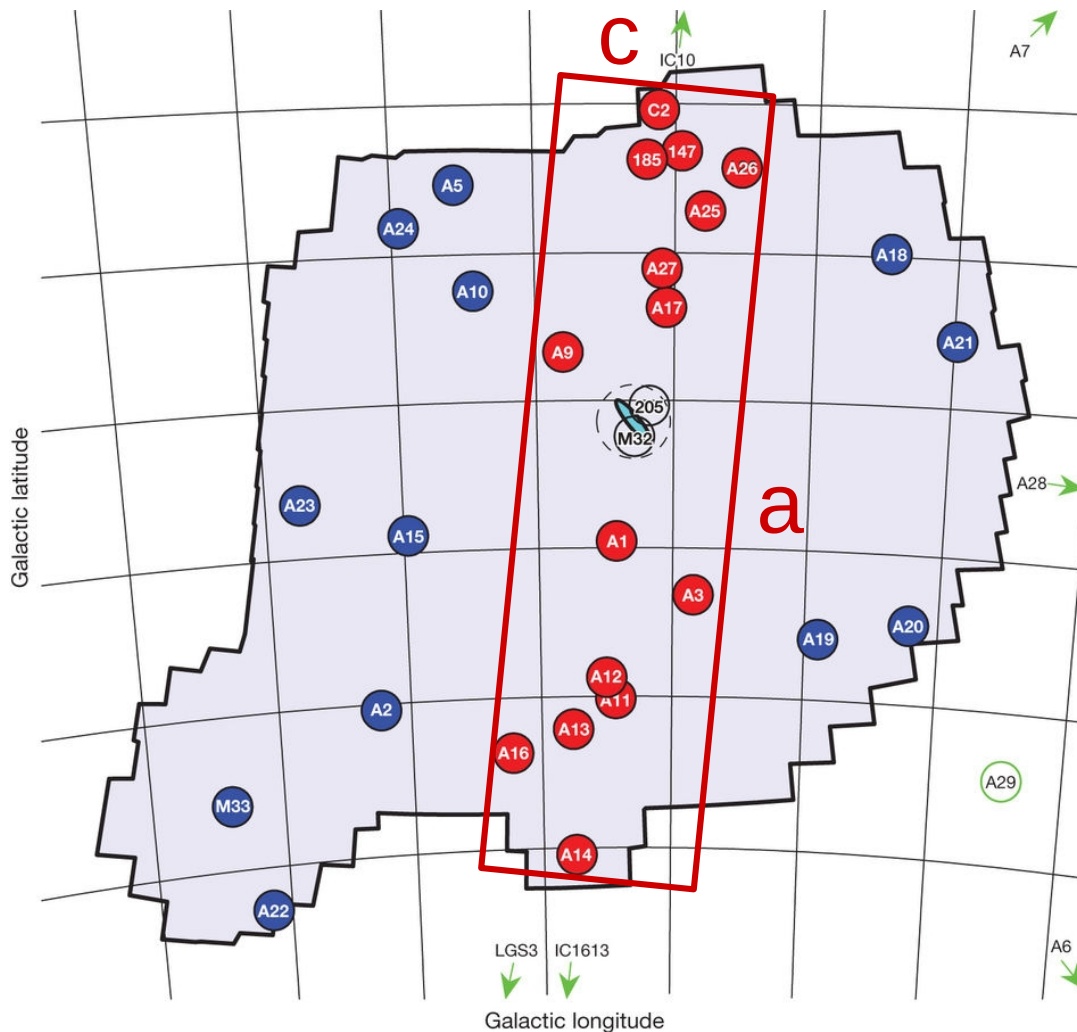 c
A7
IC10
C2
147
185
A26
A5
A25
A24
A18
A27
A10
A17
A21
A9
205
M32
a
A28
A23
A15
A1
A3
A20
A19
A12
A11
A2
A13
A16
A29
M33
A14
A22
LGS3 IC1613
A6
Galactic latitude
Galactic longitude